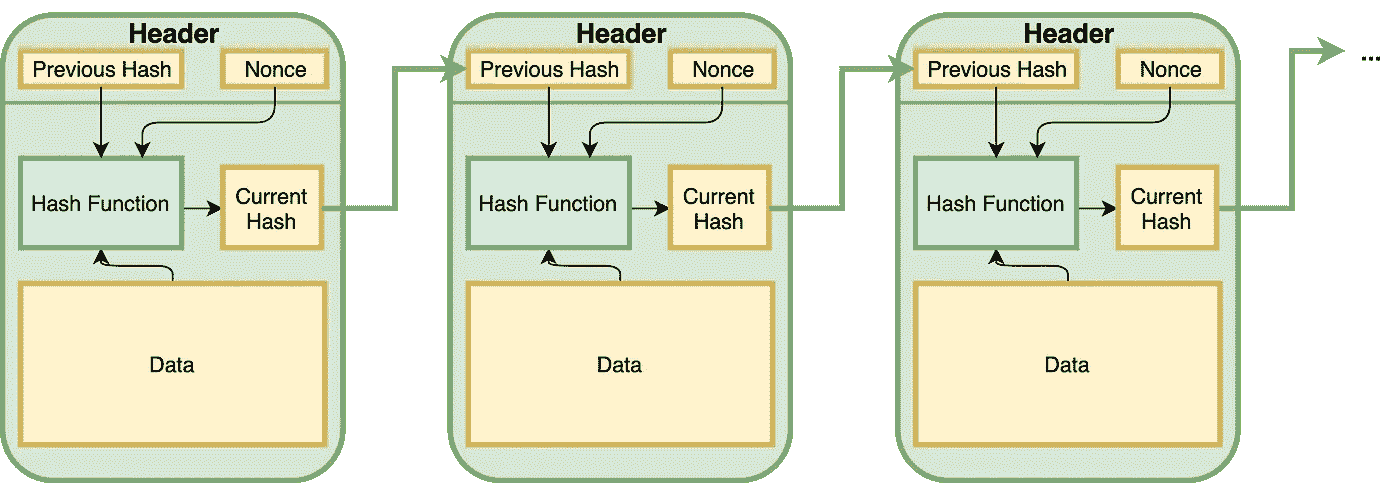 Header
Previous Hash
Nonce
Hash Function
Current
Hash
Data
Header
Previous Hash
Nonce
Hash Function
Current
Hash
Data
Header
Previous Hash
Nonce
Hash Function
Current
Hash
Data
...